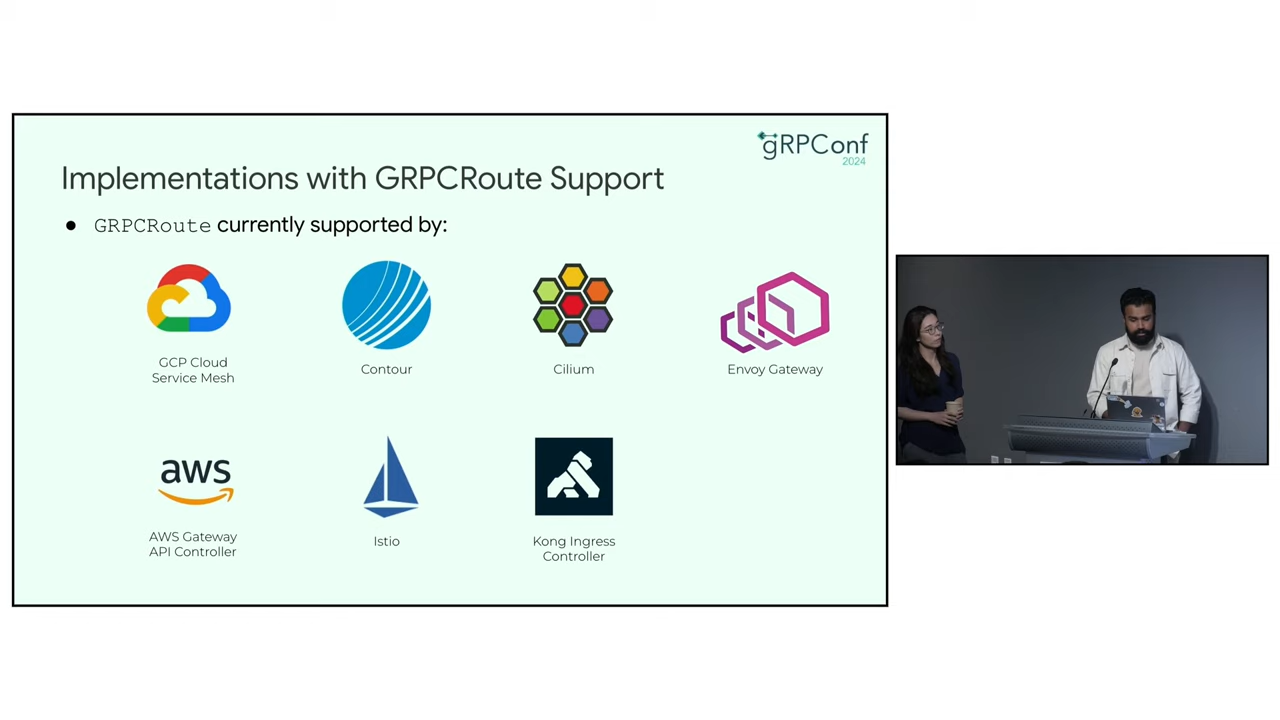 gRPConf
2024
Implementations with GRPCRoute Support
● GRPCRoute currently supported by:
GCP Cloud
Service Mesh
Contour
Cilium
Envoy Gateway
aws
AWS Gateway
API Controller
Istio
Kong Ingress
Controller